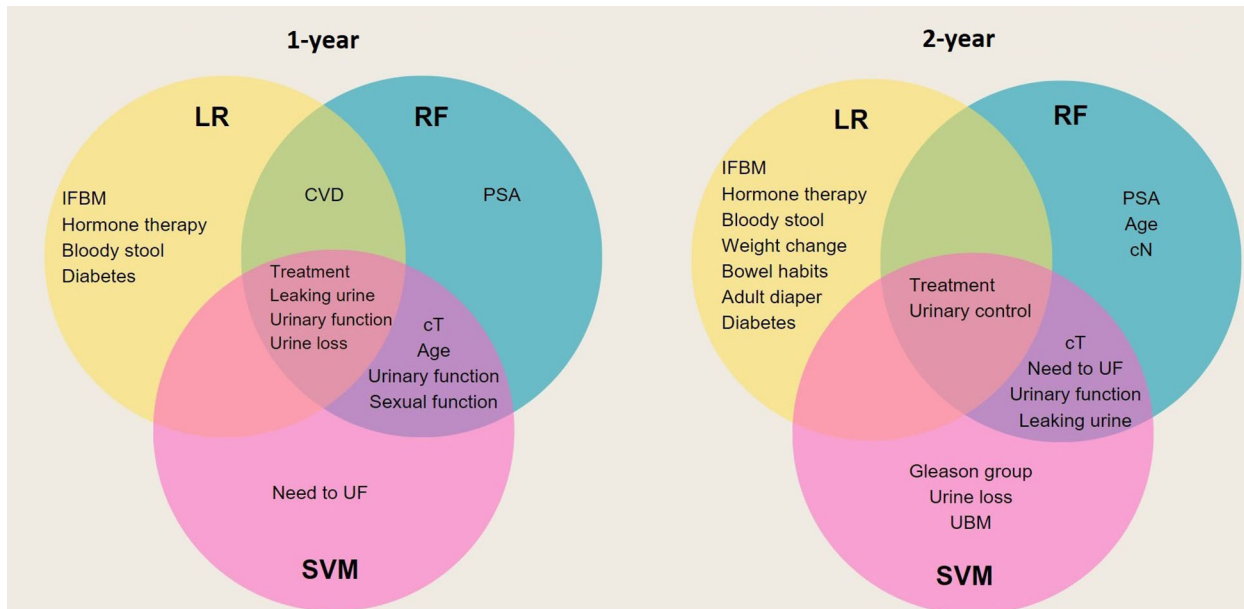 1-year
LR
RF
IFBM
Hormone therapy
Bloody stool
Diabetes
CVD
PSA
Treatment
Leaking urine
Urinary function
Urine loss
cT
Age
Urinary function
Sexual function
Need to UF
SVM
2-year
LR
RF
IFBM
Hormone therapy
Bloody stool
Weight change
Bowel habits
Adult diaper
Diabetes
PSA
Age
cN
Treatment
Urinary control
cT
Need to UF
Urinary function
Leaking urine
Gleason group
Urine loss
UBM
SVM